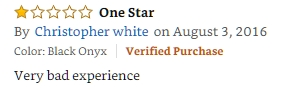 One Star
By Christopher white on August 3, 2016
Color: Black Onyx | Verified Purchase
Very bad experience